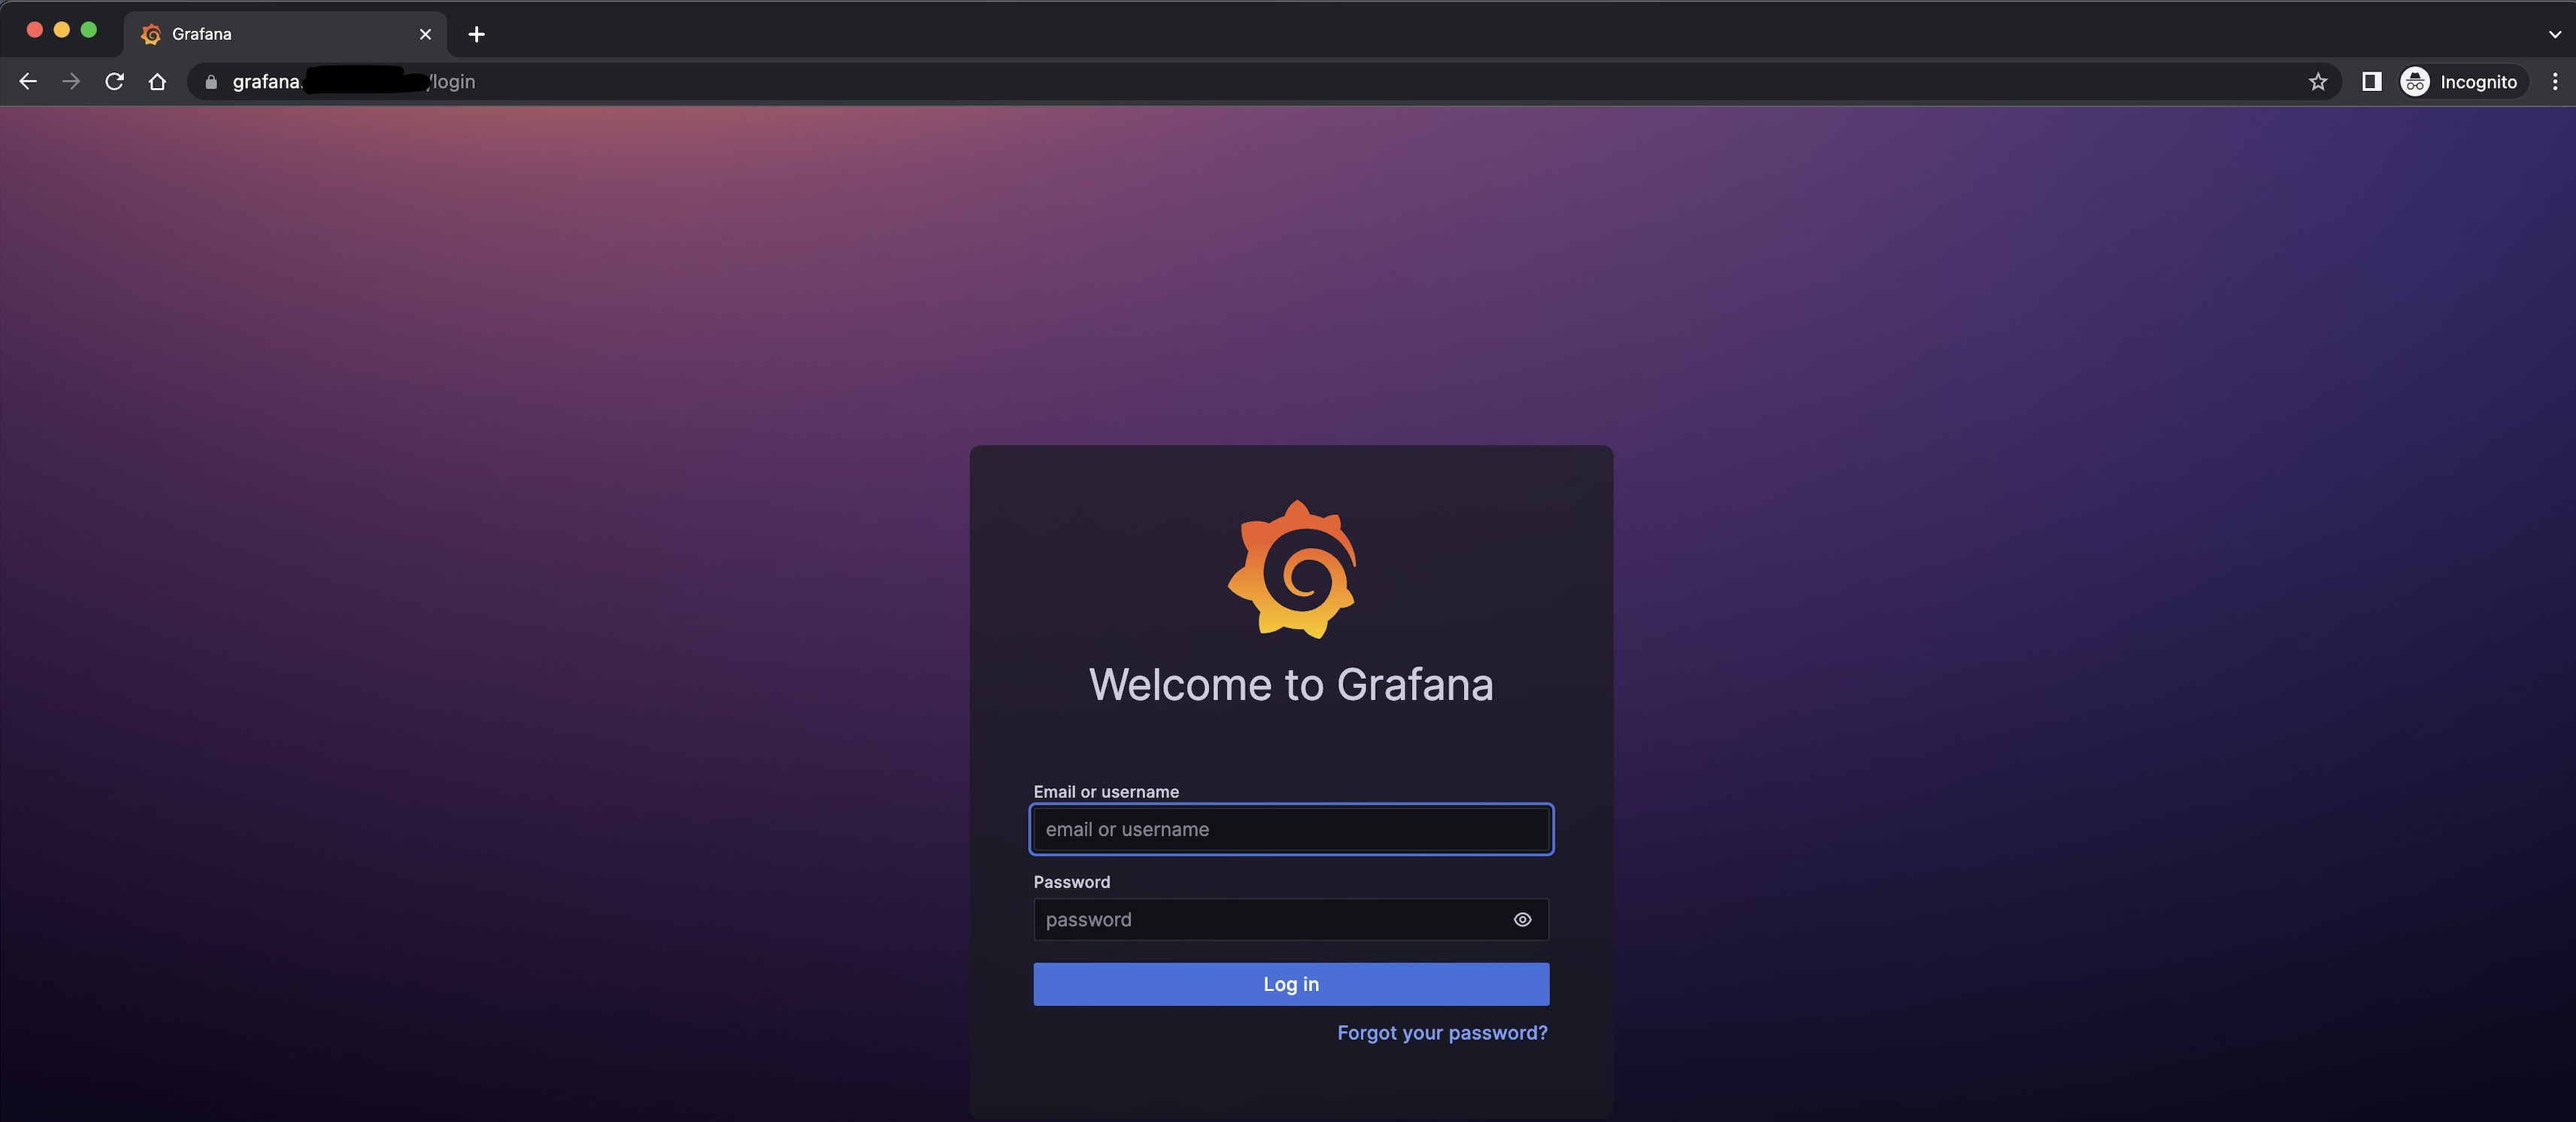 Grafana
grafana. /login
Incognito
Welcome to Grafana
Email or username
email or username
Password
password
Log in
Forgot your password?